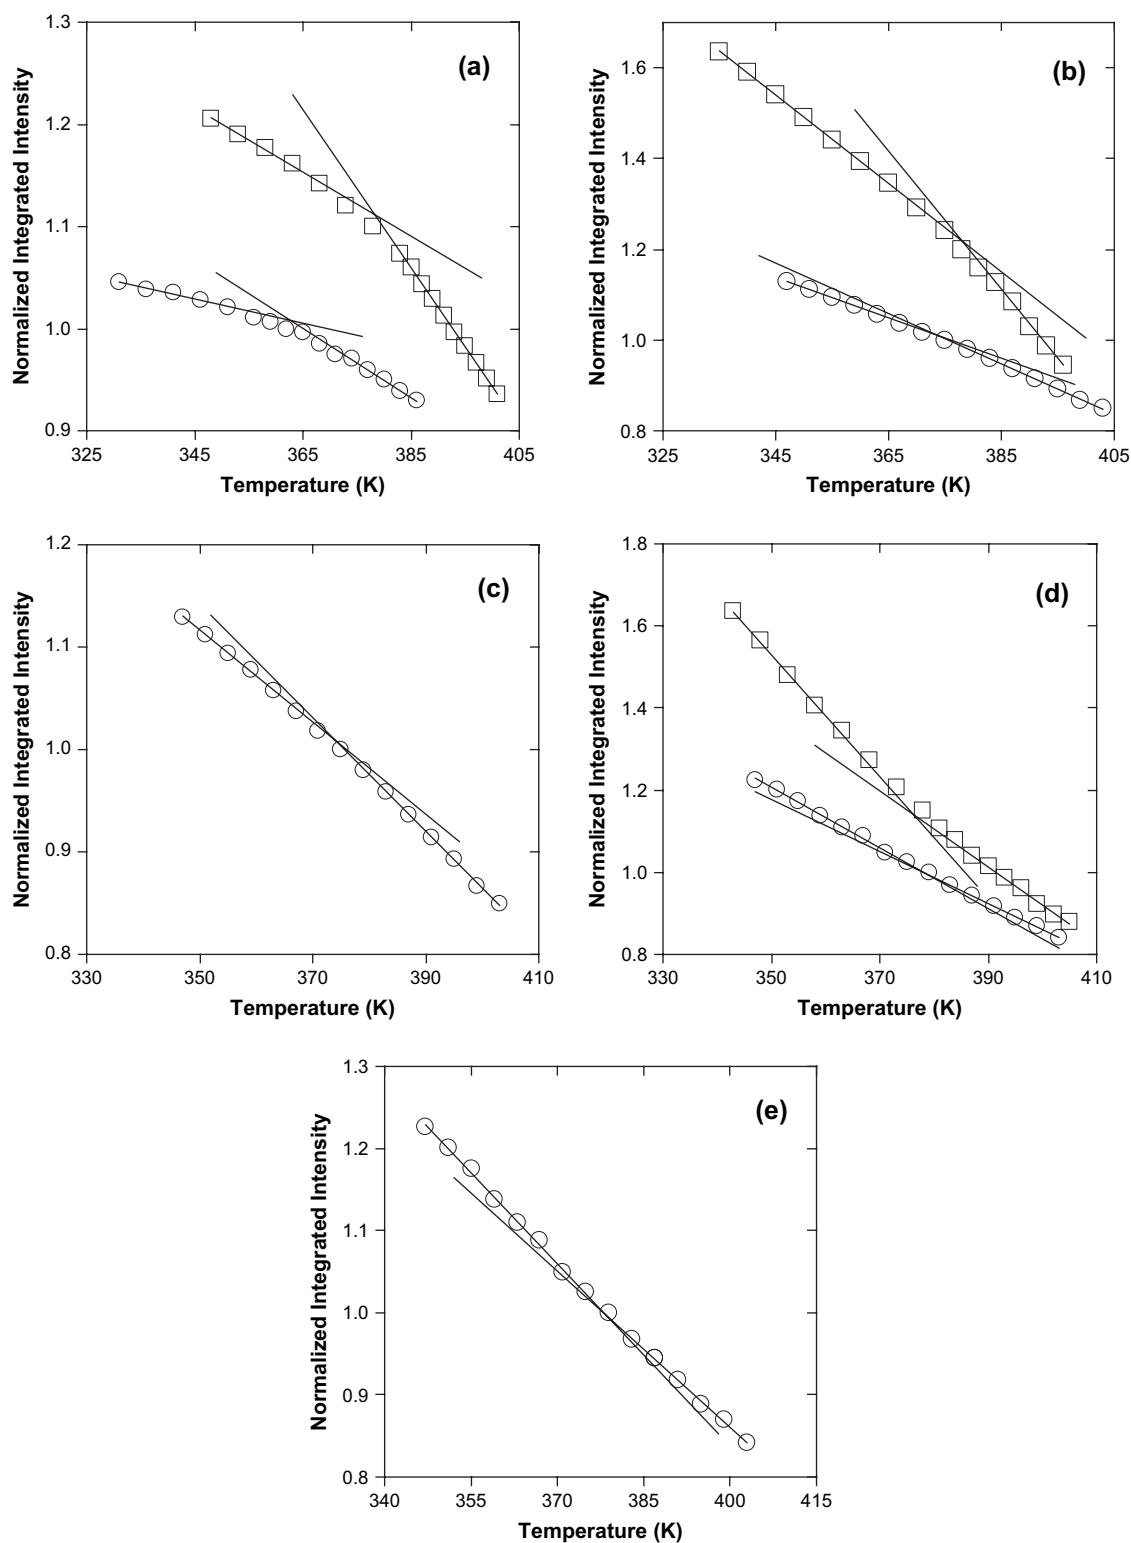 1.3
1.2
1.1
1.0
0.9
Normalized Integrated Intensity
(a)
325 345 365 385 405
Temperature (K)
1.6
1.4
1.2
1.0
0.8
Normalized Integrated Intensity
(b)
325 345 365 385 405
Temperature (K)
1.2
1.1
1.0
0.9
0.8
Normalized Integrated Intensity
(c)
330 350 370 390 410
Temperature (K)
1.8
1.6
1.4
1.2
1.0
0.8
Normalized Integrated Intensity
(d)
330 350 370 390 410
Temperature (K)
1.3
1.2
1.1
1.0
0.9
0.8
Normalized Integrated Intensity
(e)
340 355 370 385 400 415
Temperature (K)